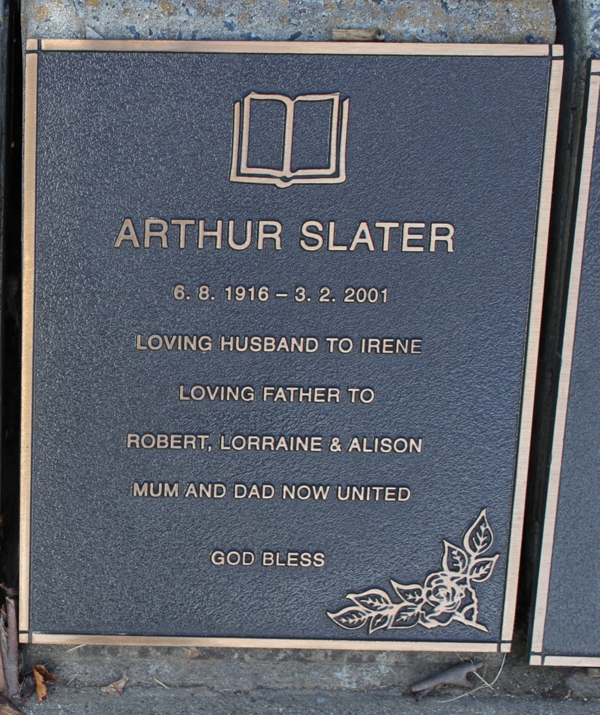 ARTHUR SLATER
6. 8. 1916 – 3. 2. 2001
LOVING HUSBAND TO IRENE
LOVING FATHER TO
ROBERT, LORRAINE & ALISON
MUM AND DAD NOW UNITED
GOD BLESS